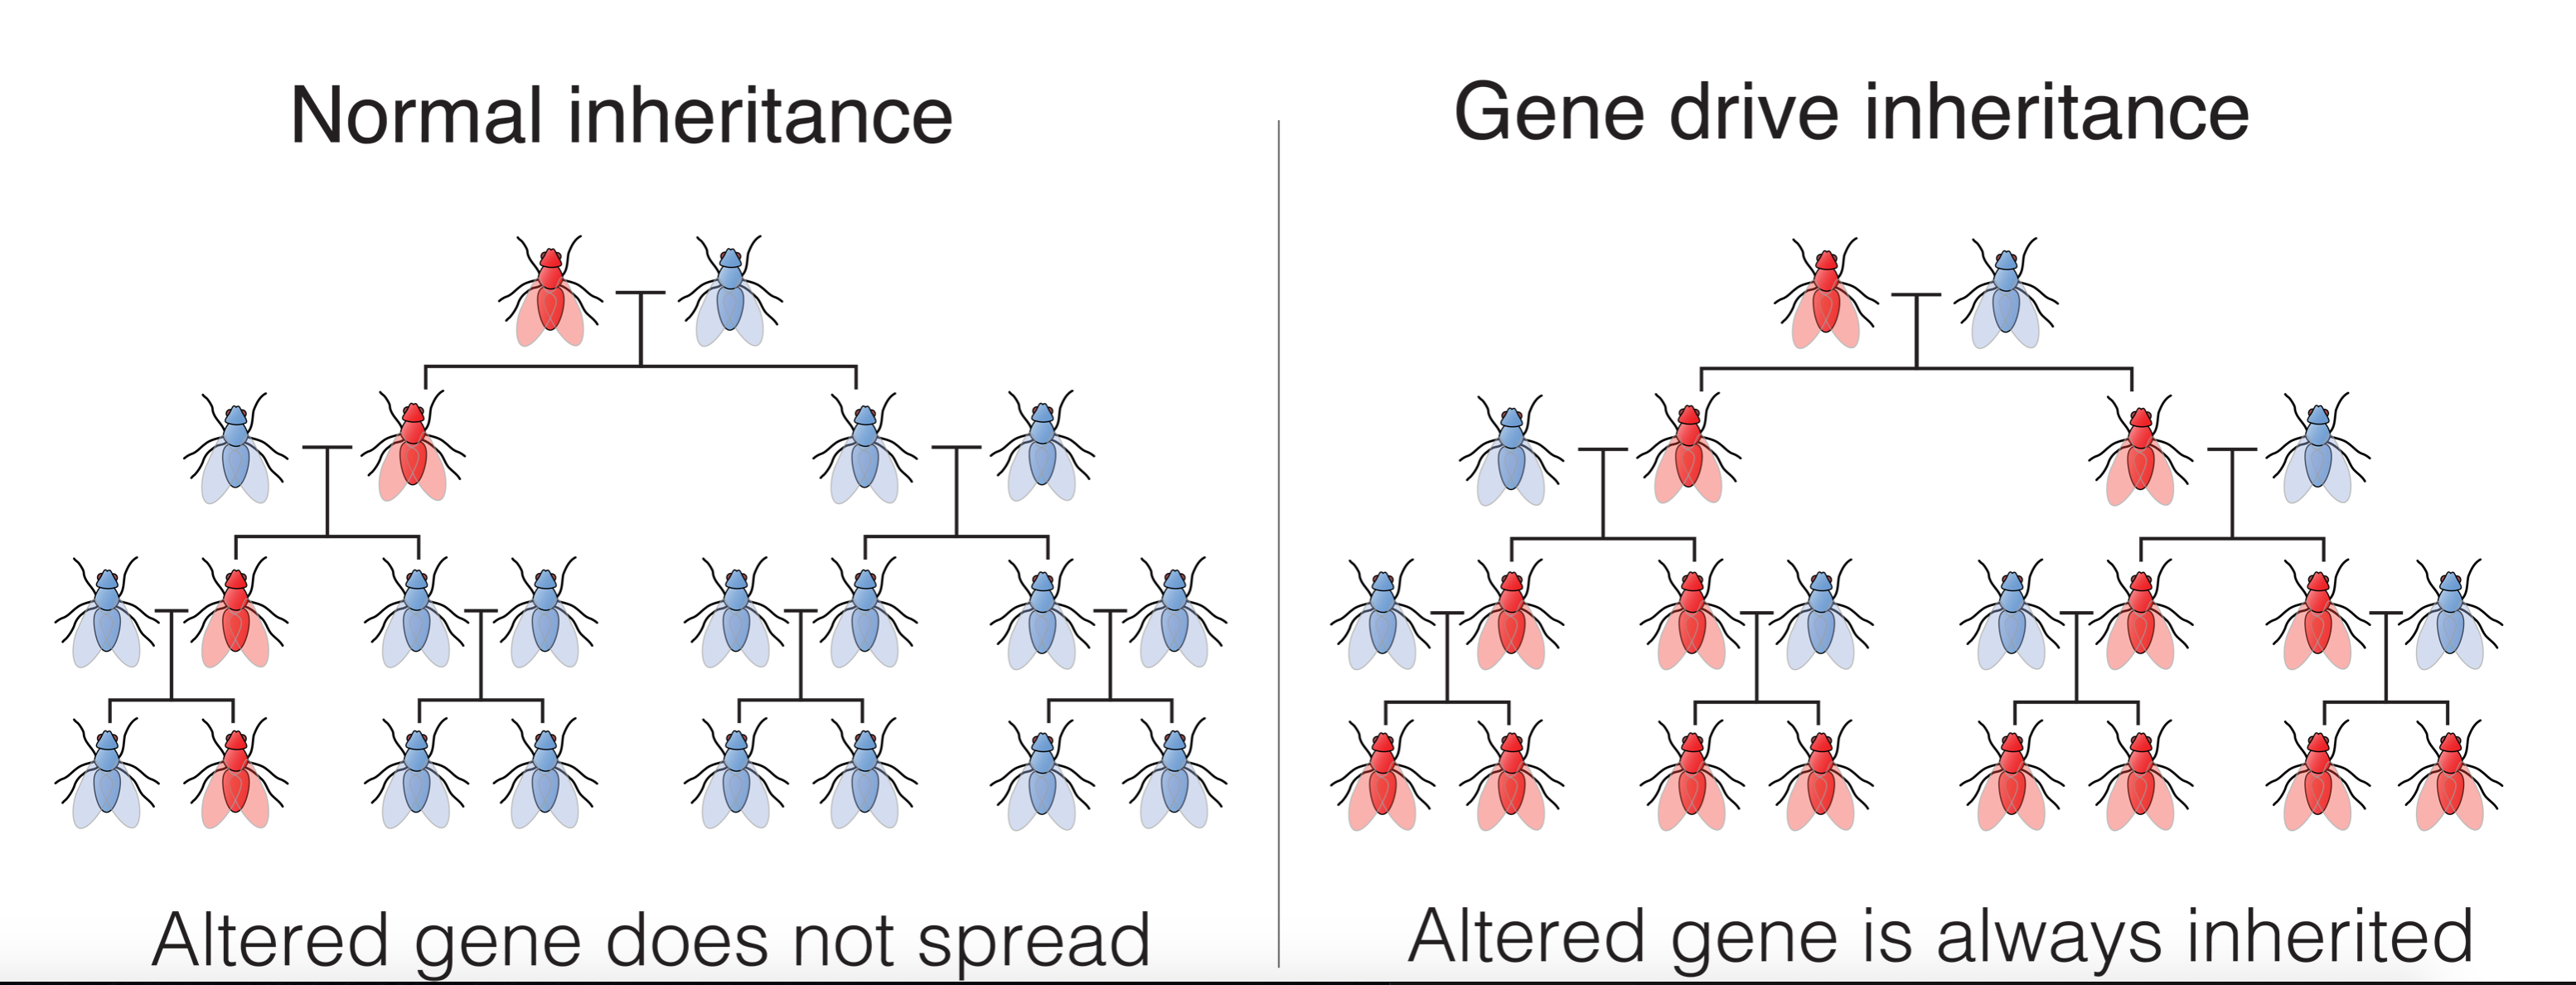 Normal inheritance
Gene drive inheritance
Altered gene does not spread
Altered gene is always inherited